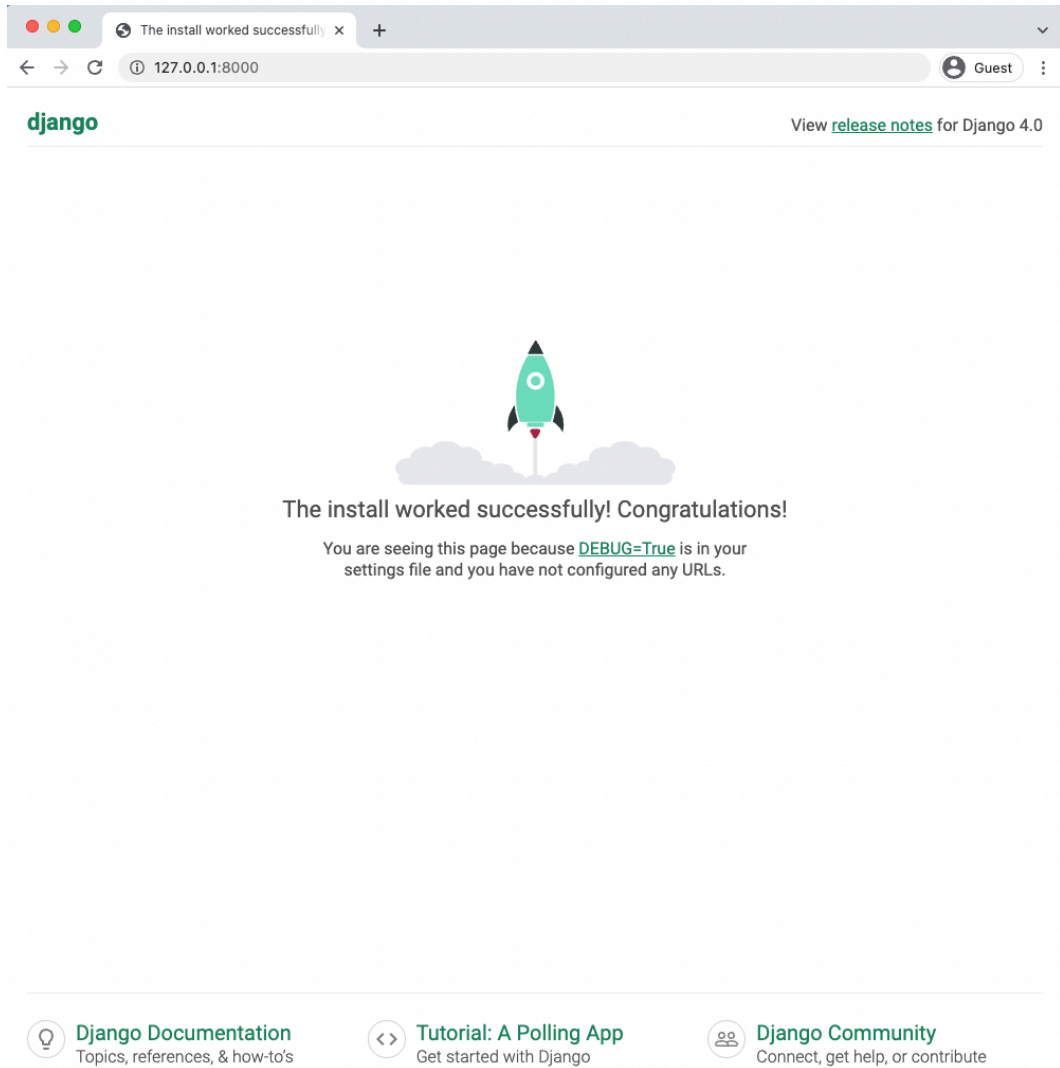 The install worked successfully
127.0.0.1:8000
Guest
django
View release notes for Django 4.0
The install worked successfully! Congratulations!
You are seeing this page because DEBUG=True is in your
settings file and you have not configured any URLs.
Django Documentation
Topics, references, & how-to's
Tutorial: A Polling App
Get started with Django
Django Community
Connect, get help, or contribute